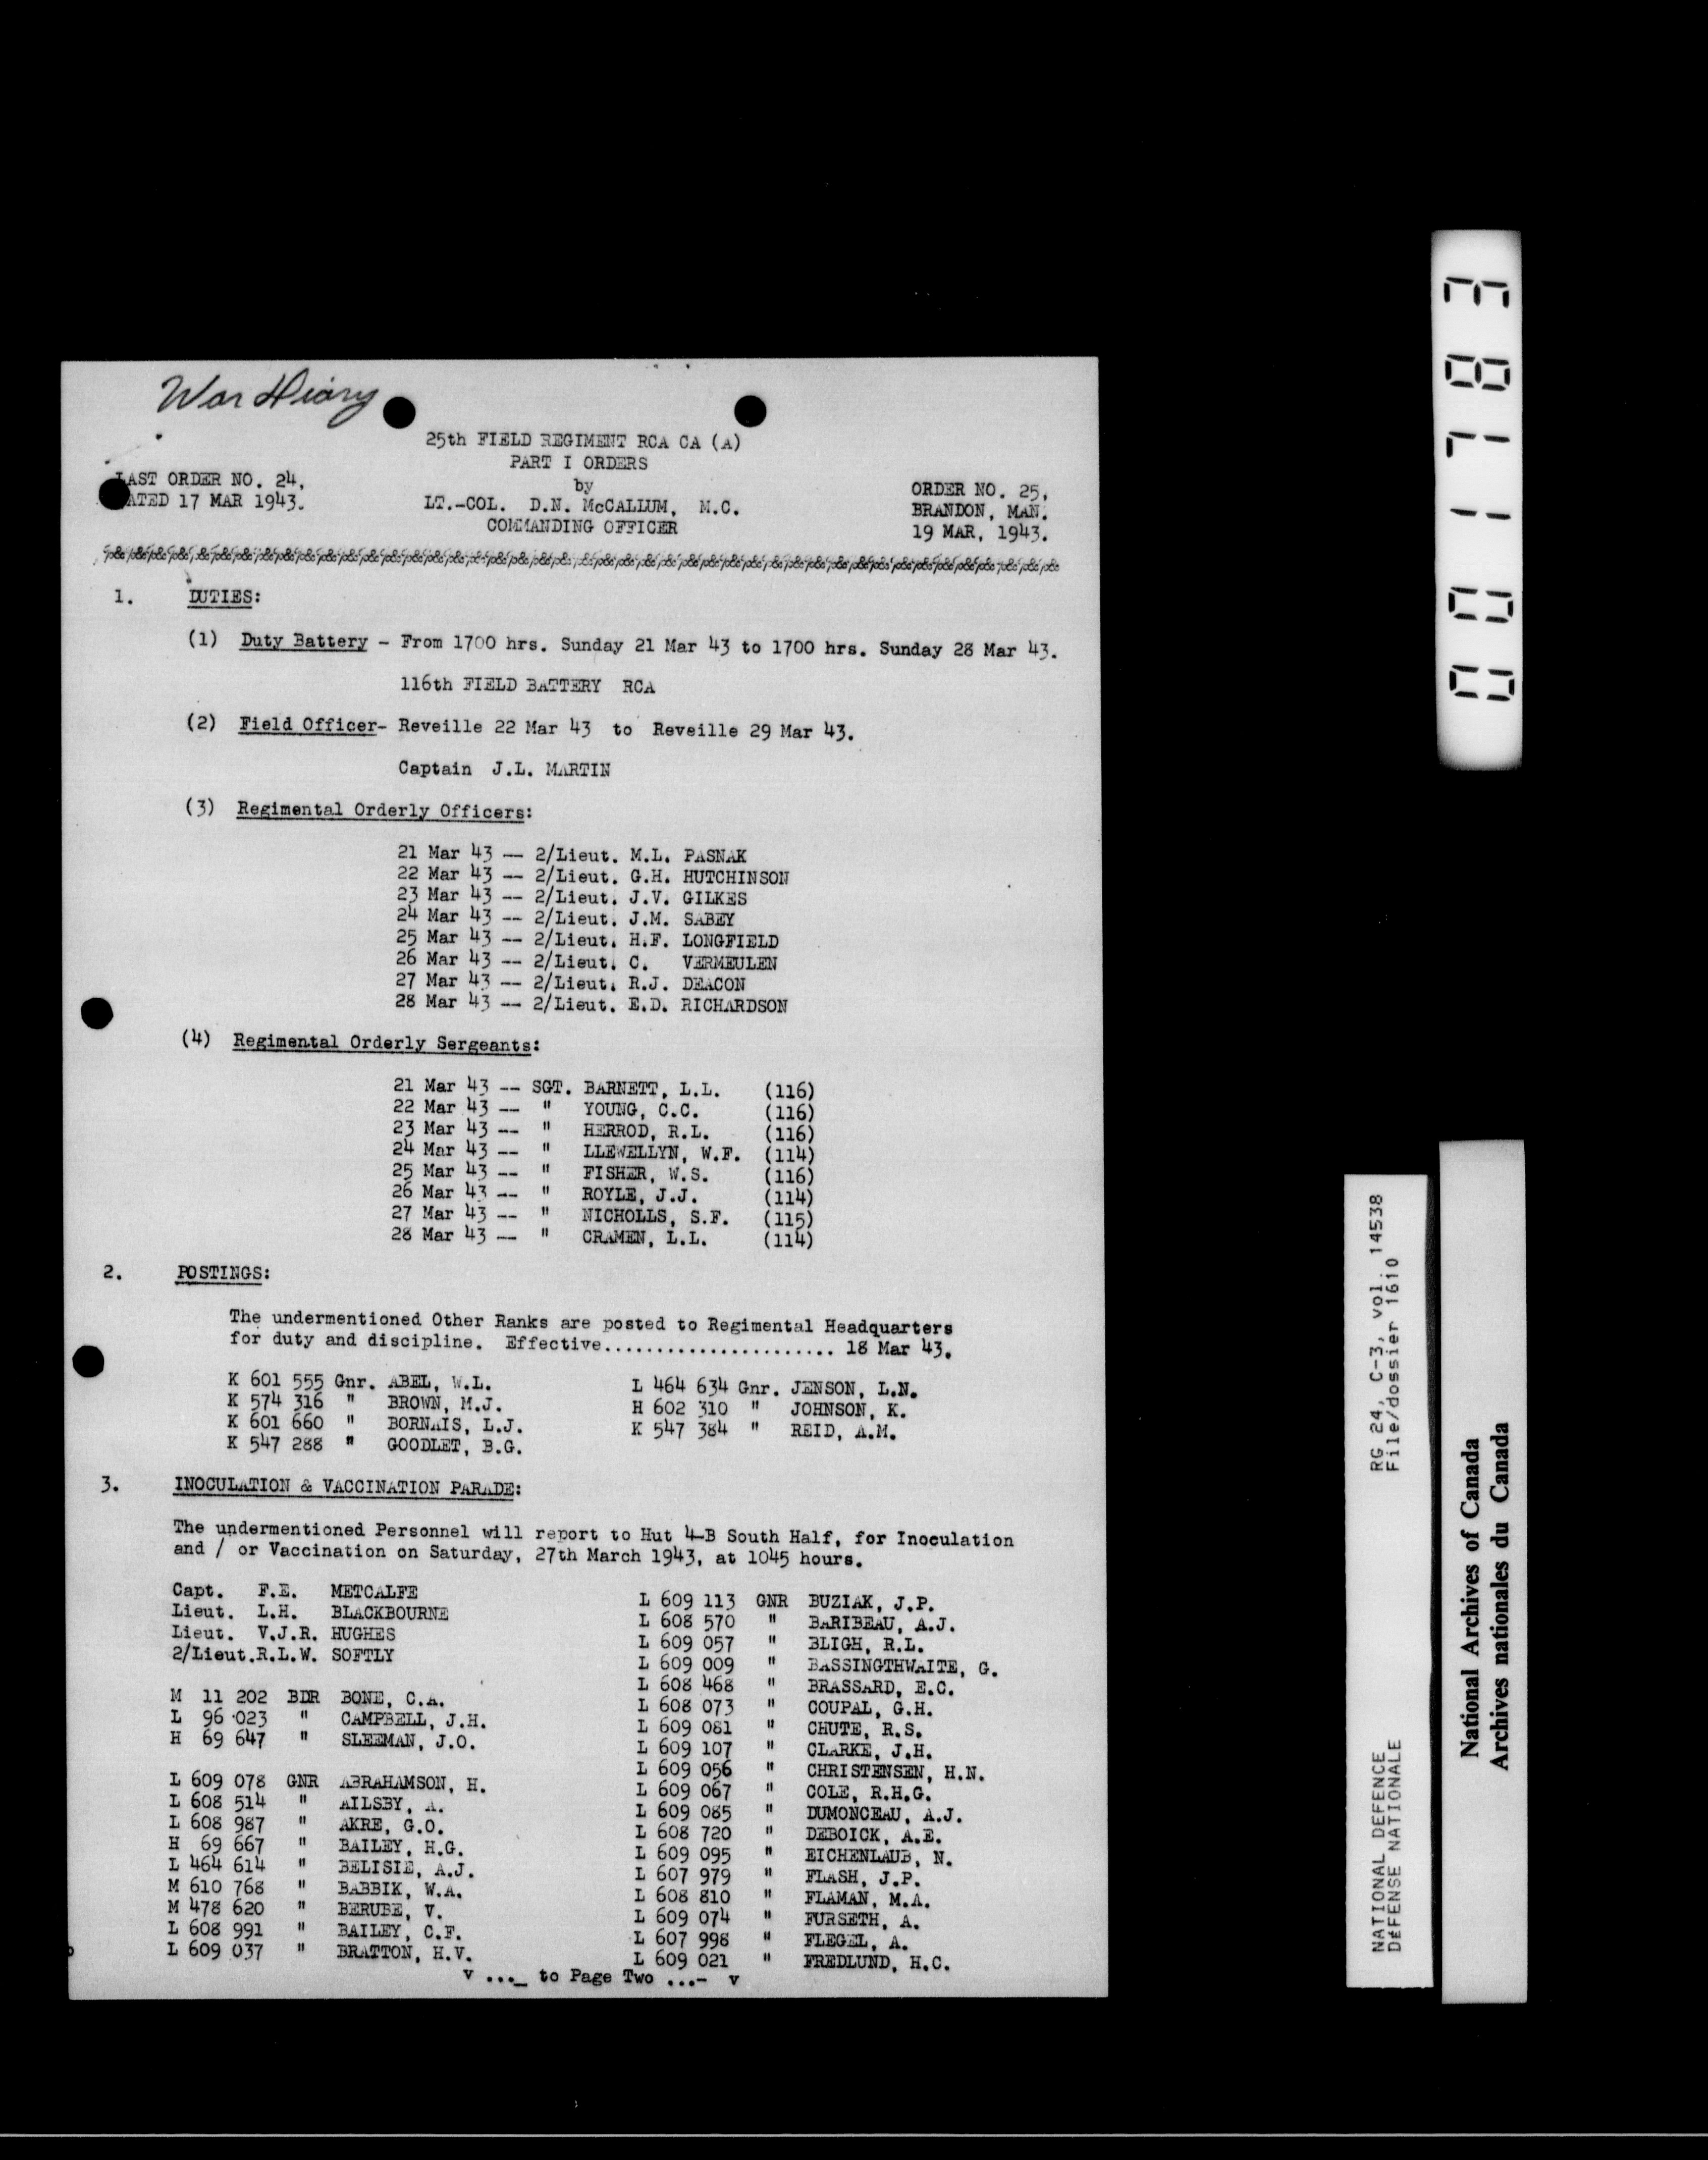 War Diary
25th FIELD REGIMENT RCA CA (A)
PART I ORDERS
by
LT.-COL. D.N. McCALLUM, M.C.
COMMANDING OFFICER
LAST ORDER NO. 24,
DATED 17 MAR 1943.
ORDER NO. 25,
BRANDON, MAN.
19 MAR, 1943.
1. DUTIES:
(1) Duty Battery - From 1700 hrs. Sunday 21 Mar 43 to 1700 hrs. Sunday 28 Mar 43.
116th FIELD BATTERY RCA
(2) Field Officer- Reveille 22 Mar 43 to Reveille 29 Mar 43.
Captain J.L. MARTIN
(3) Regimental Orderly Officers:
21 Mar 43 -- 2/Lieut. M.L. PASNAK
22 Mar 43 -- 2/Lieut. G.H. HUTCHINSON
23 Mar 43 -- 2/Lieut. J.V. GILKES
24 Mar 43 -- 2/Lieut. J.M. SABEY
25 Mar 43 -- 2/Lieut. H.F. LONGFIELD
26 Mar 43 -- 2/Lieut. C. VERMEULEN
27 Mar 43 -- 2/Lieut. R.J. DEACON
28 Mar 43 -- 2/Lieut. E.D. RICHARDSON
(4) Regimental Orderly Sergeants:
21 Mar 43 -- SGT. BARNETT, L.L. (116)
22 Mar 43 -- " YOUNG, C.C. (116)
23 Mar 43 -- " HERROD, R.L. (116)
24 Mar 43 -- " LLEWELLYN, W.F. (114)
25 Mar 43 -- " FISHER, W.S. (116)
26 Mar 43 -- " ROYLE, J.J. (114)
27 Mar 43 -- " NICHOLLS, S.F. (115)
28 Mar 43 -- " CRAMEN, L.L. (114)
2. POSTINGS:
The undermentioned Other Ranks are posted to Regimental Headquarters
for duty and discipline. Effective...................... 18 Mar 43.
K 601 555 Gnr. ABEL, W.L.
K 574 316 " BROWN, M.J.
K 601 660 " BORNAIS, L.J.
K 547 288 " GOODLET, B.G.
L 464 634 Gnr. JENSON, L.N.
H 602 310 " JOHNSON, K.
K 547 384 " REID, A.M.
3. INOCULATION & VACCINATION PARADE:
The undermentioned Personnel will report to Hut 4-B South Half, for Inoculation
and / or Vaccination on Saturday, 27th March 1943, at 1045 hours.
Capt. F.E. METCALFE
Lieut. L.H. BLACKBOURNE
Lieut. V.J.R. HUGHES
2/Lieut.R.L.W. SOFTLY
M 11 202 BDR BONE, C.A.
L 96 023 " CAMPBELL, J.H.
H 69 647 " SLEEMAN, J.O.
L 609 078 GNR ABRAHAMSON, H.
L 608 514 " AILSBY, A.
L 608 987 " AKRE, G.O.
H 69 667 " BAILEY, H.G.
L 464 614 " BELISIE, A.J.
M 610 768 " BABBIK, W.A.
M 478 620 " BERUBE, V.
L 608 991 " BAILEY, C.F.
L 609 037 " BRATTON, H.V.
L 609 113 GNR BUZIAK, J.P.
L 608 570 " BARIBEAU, A.J.
L 609 057 " BLIGH, R.L.
L 609 009 " BASSINGTHWAITE, G.
L 608 468 " BRASSARD, E.C.
L 608 073 " COUPAL, G.H.
L 609 081 " CHUTE, R.S.
L 609 107 " CLARKE, J.H.
L 609 056 " CHRISTENSEN, H.N.
L 609 067 " COLE, R.H.G.
L 609 085 " DUMONCEAU, A.J.
L 608 720 " DEBOICK, A.E.
L 609 095 " EICHENLAUB, N.
L 607 979 " FLASH, J.P.
L 608 810 " FLAMAN, M.A.
L 609 074 " FURSETH, A.
L 607 998 " FLEGEL, A.
L 609 021 " FREDLUND, H.C.
v ..._ to Page Two ...- v
001783
NATIONAL DEFENCE RG 24, C-3, vol. 14538
DÉFENSE NATIONALE File/dossier 1610
National Archives of Canada
Archives nationales du Canada